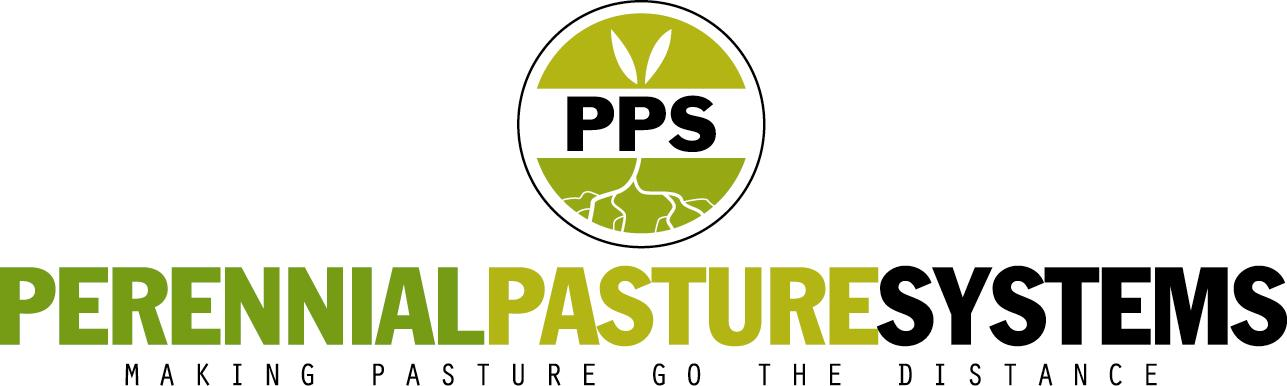 PPS
PERENNIALPASTURESYSTEMS
MAKING PASTURE GO THE DISTANCE